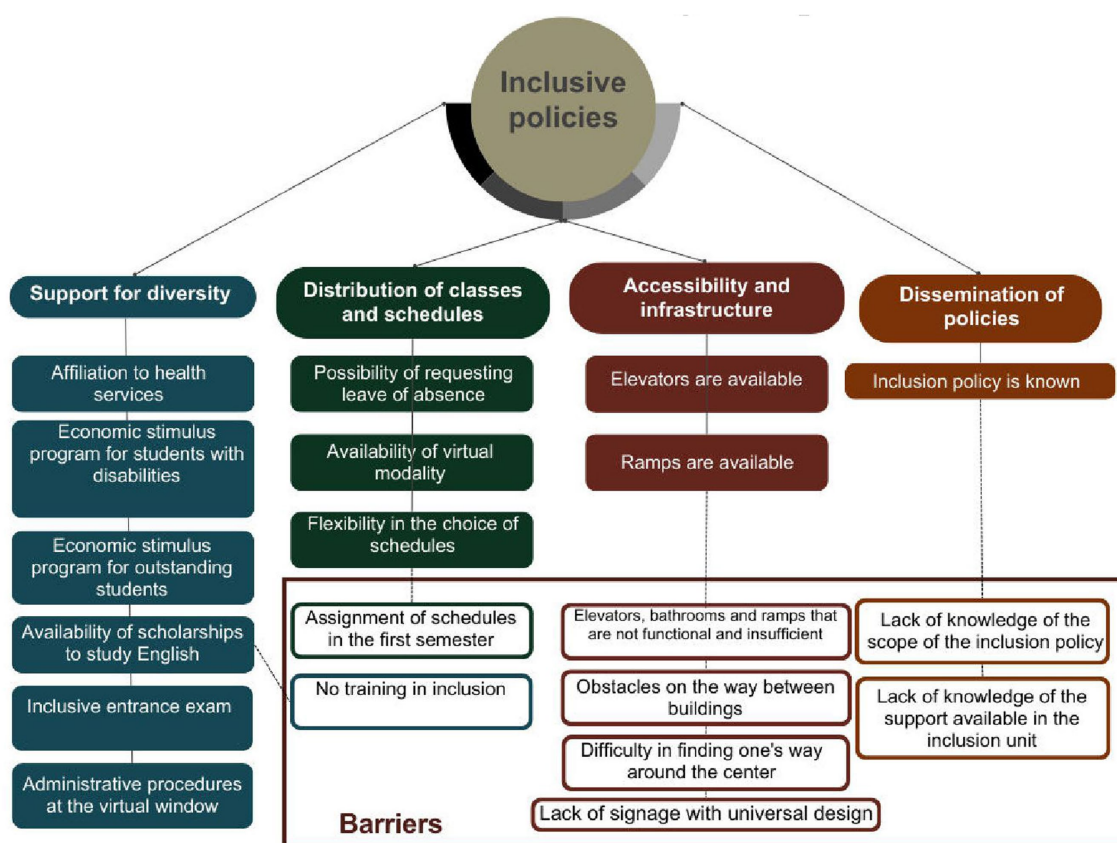 Inclusive
policies
Support for diversity
Affiliation to health
services
Economic stimulus
program for students with
disabilities
Economic stimulus
program for outstanding
students
Availability of scholarships
to study English
Inclusive entrance exam
Administrative procedures
at the virtual window
Distribution of classes
and schedules
Possibility of requesting
leave of absence
Availability of virtual
modality
Flexibility in the choice of
schedules
Assignment of schedules
in the first semester
No training in inclusion
Accessibility and
infrastructure
Elevators are available
Ramps are available
Elevators, bathrooms and ramps that
are not functional and insufficient
Obstacles on the way between
buildings
Difficulty in finding one's way
around the center
Lack of signage with universal design
Dissemination of
policies
Inclusion policy is known
Lack of knowledge of the
scope of the inclusion policy
Lack of knowledge of the
support available in the
inclusion unit
Barriers